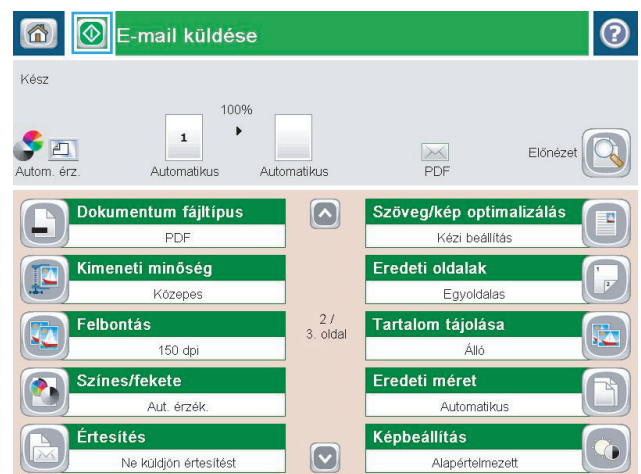 E-mail küldése
Kész
100%
1
Autom. érz.
Automatikus
Automatikus
PDF
Előnézet
Dokumentum fájltípus
PDF
Kimeneti minőség
Közepes
Felbontás
150 dpi
Színes/fekete
Aut. érzék.
Értesítés
Ne küldjön értesítést
2 /
3. oldal
Szöveg/kép optimalizálás
Kézi beállítás
Eredeti oldalak
Egyoldalas
Tartalom tájolása
Álló
Eredeti méret
Automatikus
Képbeállítás
Alapértelmezett